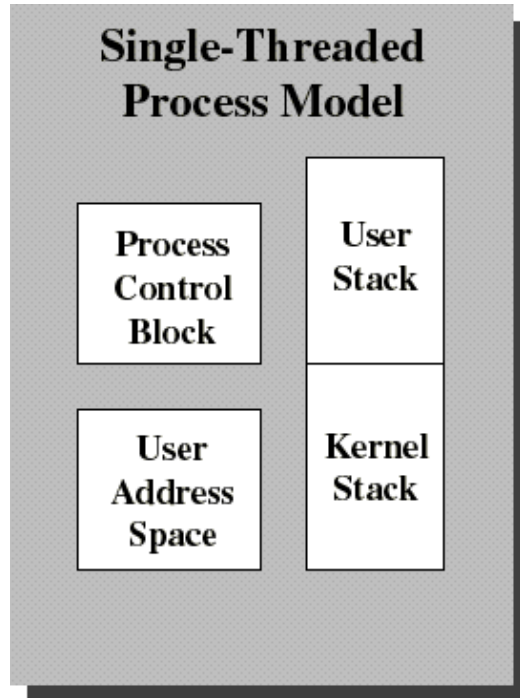 Single-Threaded
Process Model
Process
Control
Block
User
Stack
User
Address
Space
Kernel
Stack